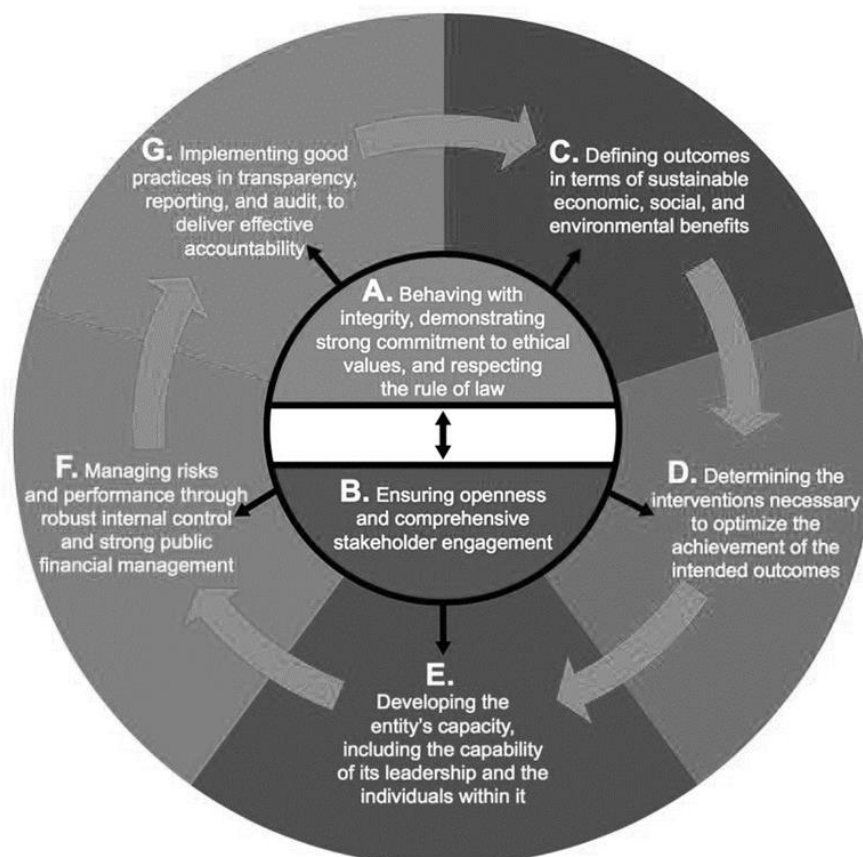 A. Behaving with
integrity, demonstrating
strong commitment to ethical
values, and respecting
the rule of law
B. Ensuring openness
and comprehensive
stakeholder engagement
C. Defining outcomes
in terms of sustainable
economic, social, and
environmental benefits
D. Determining the
interventions necessary
to optimize the
achievement of the
intended outcomes
E.
Developing the
entity's capacity,
including the capability
of its leadership and the
individuals within it
F. Managing risks
and performance through
robust internal control
and strong public
financial management
G. Implementing good
practices in transparency,
reporting, and audit, to
deliver effective
accountability